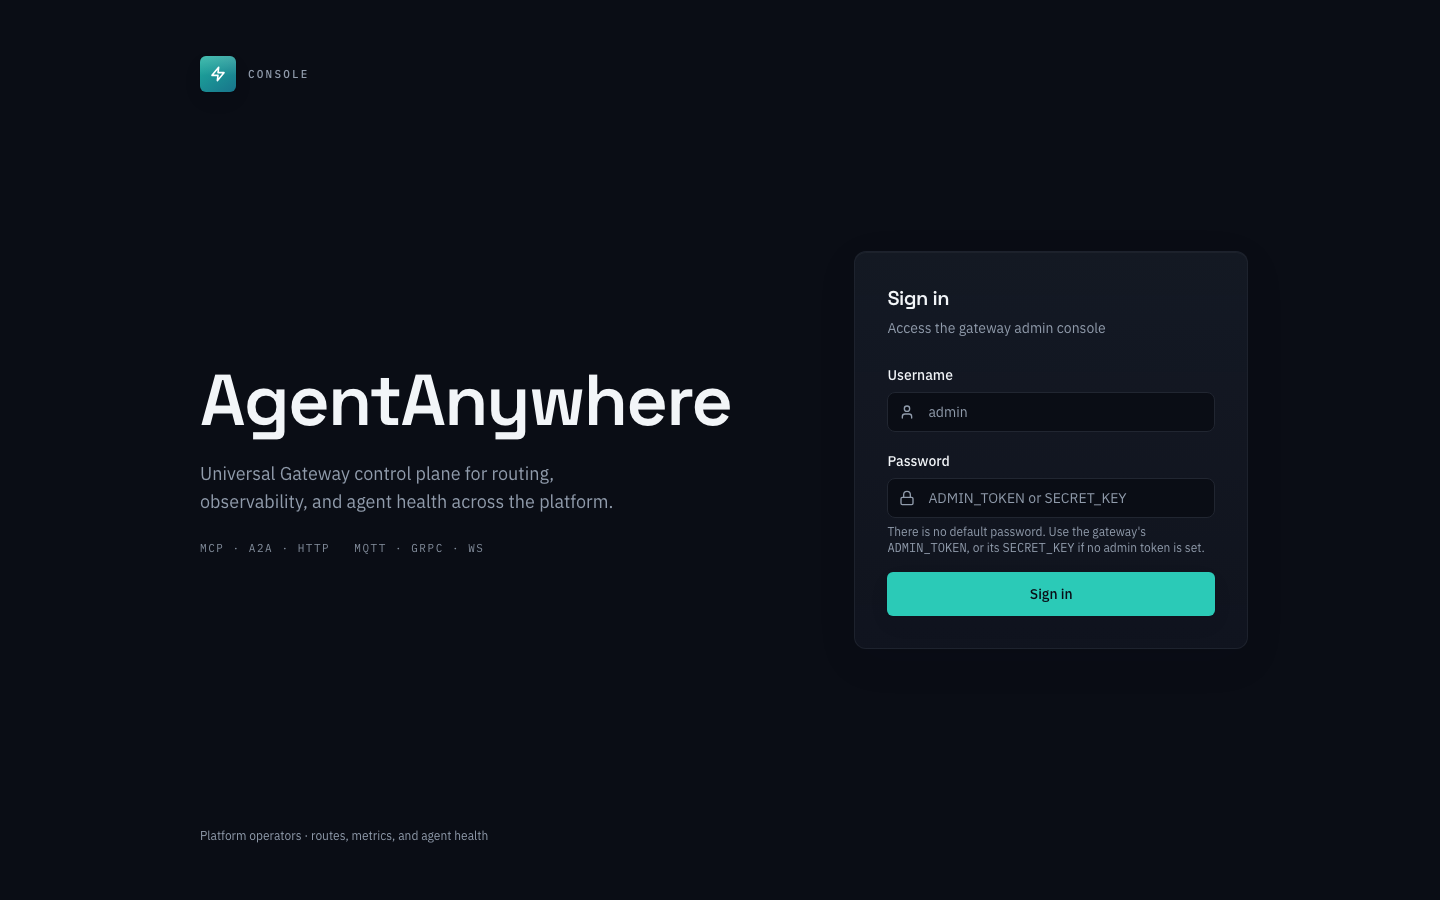 CONSOLE
AgentAnywhere
Universal Gateway control plane for routing,
observability, and agent health across the platform.
MCP · A2A · HTTP MQTT · GRPC · WS
Platform operators · routes, metrics, and agent health
Sign in
Access the gateway admin console
Username
admin
Password
ADMIN_TOKEN or SECRET_KEY
There is no default password. Use the gateway's
ADMIN_TOKEN, or its SECRET_KEY if no admin token is set.
Sign in